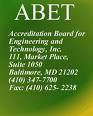 ABET
Accreditation Board for
Engineering and
Technology, Inc.
111, Market Place,
Suite 1050
Baltimore, MD 21202
(410) 347-7700
Fax: (410) 625- 2238